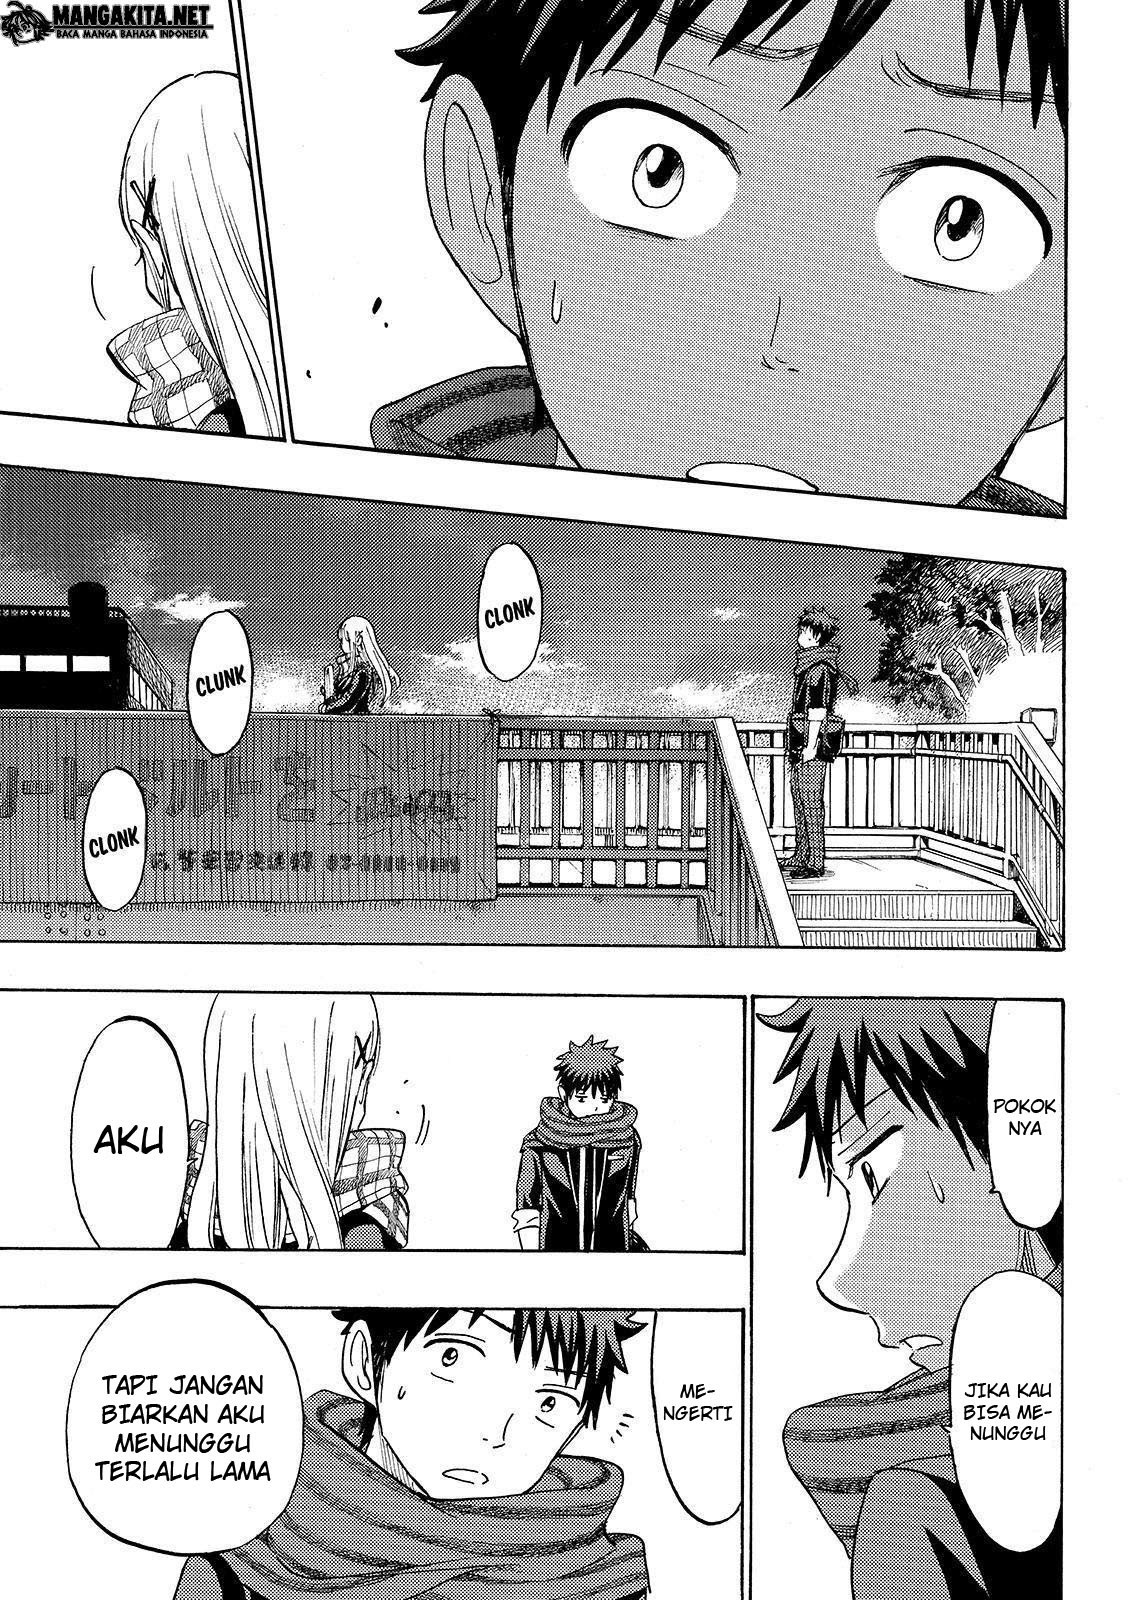 MANGAKITA.NET
BACA MANGA BAHASA INDONESIA
CLONK
CLUNK
CLONK
POKOK
NYA
JIKA KAU
BISA ME-
NUNGGU
AKU
ME-
NGERTI
TAPI JANGAN
BIARKAN AKU
MENUNGGU
TERLALU LAMA